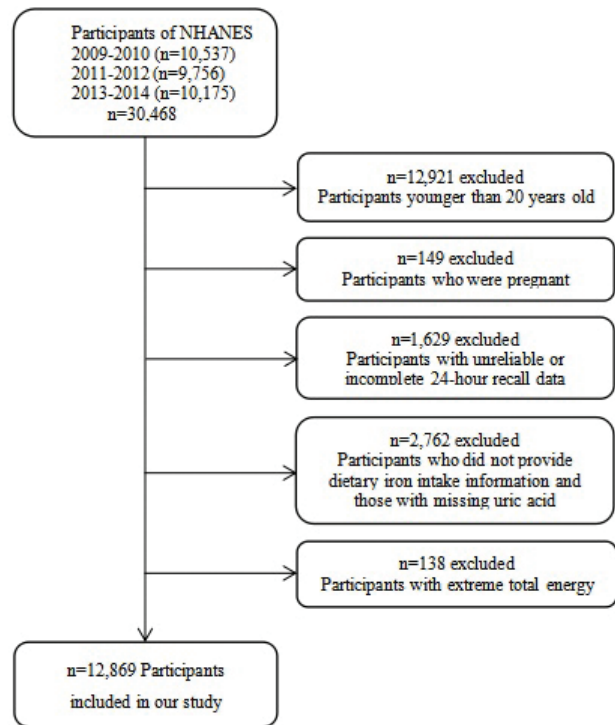 Participants of NHANES
2009-2010 (n=10,537)
2011-2012 (n=9,756)
2013-2014 (n=10,175)
n=30,468
n=12,921 excluded
Participants younger than 20 years old
n=149 excluded
Participants who were pregnant
n=1,629 excluded
Participants with unreliable or
incomplete 24-hour recall data
n=2,762 excluded
Participants who did not provide
dietary iron intake information and
those with missing uric acid
n=138 excluded
Participants with extreme total energy
n=12,869 Participants
included in our study